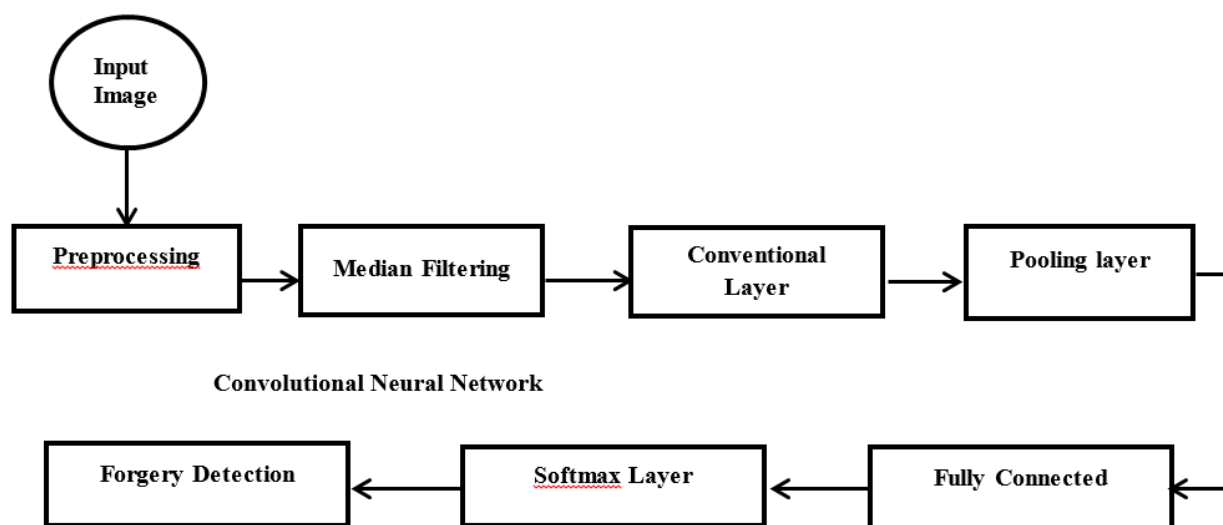 Input
Image
Preprocessing
Median Filtering
Conventional
Layer
Pooling layer
Convolutional Neural Network
Forgery Detection
Softmax Layer
Fully Connected